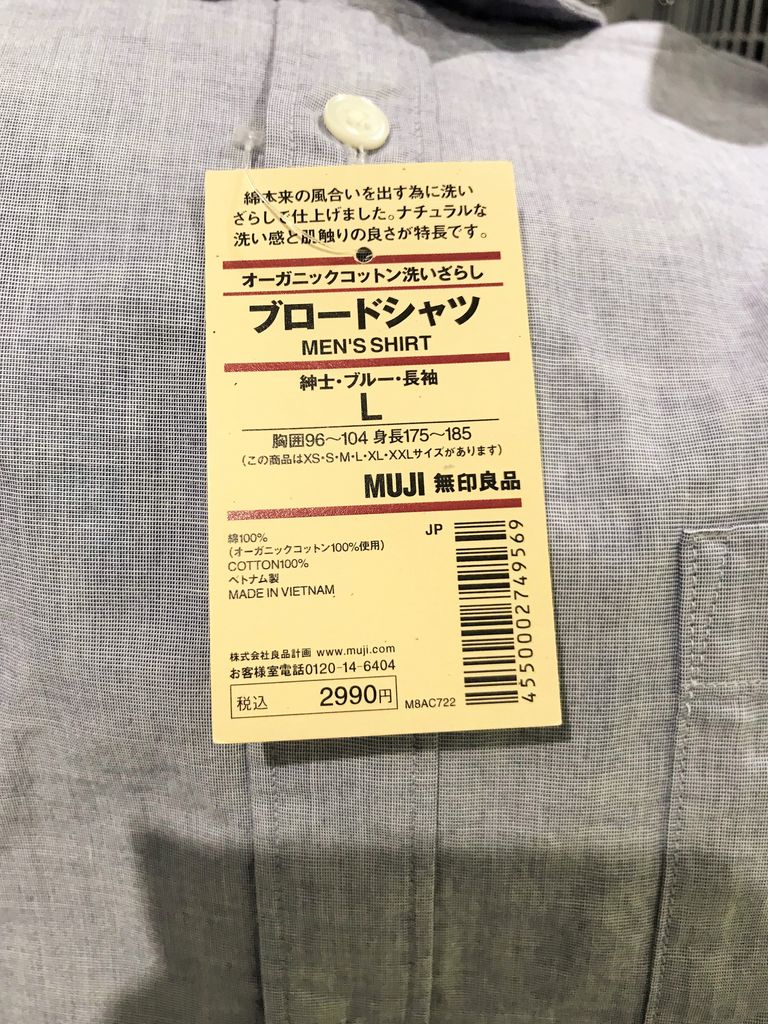 綿本来の風合いを出す為に洗い
ざらしで仕上げました。ナチュラルな
洗い感と肌触りの良さが特長です。
オーガニックコットン洗いざらし
ブロードシャツ
MEN'S SHIRT
紳士・ブルー・長袖
L
胸囲96〜104 身長175〜185
(この商品はXS・S・M・L・XL・XXLサイズがあります)
MUJI 無印良品
JP
綿100%
(オーガニックコットン100%使用)
COTTON100%
ベトナム製
MADE IN VIETNAM
株式会社良品計画 www.muji.com
お客様室電話0120-14-6404
税込 2990円
M8AC722
4550002749569